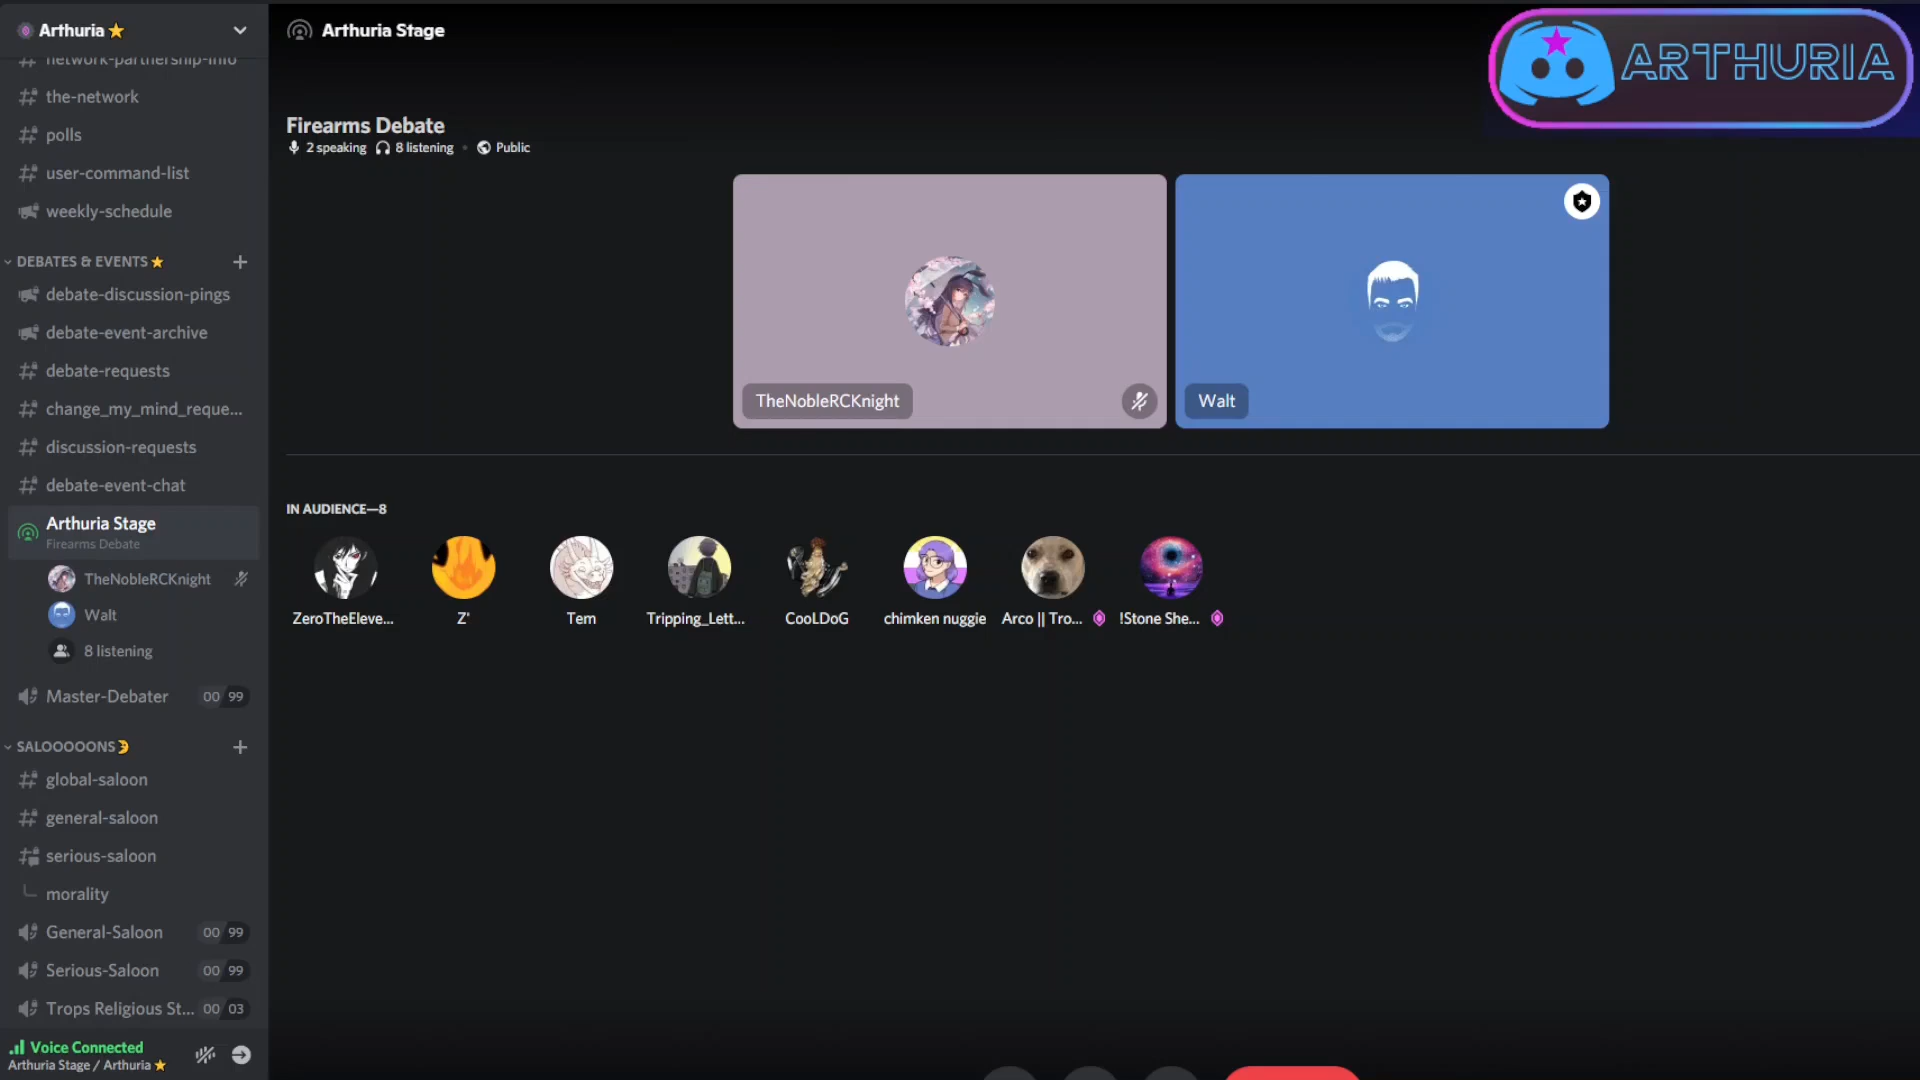 Arthuria
network-partnership-info
the-network
polls
user-command-list
weekly-schedule
DEBATES & EVENTS
debate-discussion-pings
debate-event-archive
debate-requests
change_my_mind_reque...
discussion-requests
debate-event-chat
Arthuria Stage
Firearms Debate
TheNobleRCKnight
Walt
8 listening
Master-Debater 00 99
SALOOOOONS
global-saloon
general-saloon
serious-saloon
morality
General-Saloon 00 99
Serious-Saloon 00 99
Trops Religious St... 00 03
Voice Connected
Arthuria Stage / Arthuria
Arthuria Stage
ARTHURIA
Firearms Debate
2 speaking 8 listening • Public
TheNobleRCKnight
Walt
IN AUDIENCE—8
ZeroTheEleve... Z' Tem Tripping_Lett... CooLDoG chimken nuggie Arco || Tro... !Stone She...